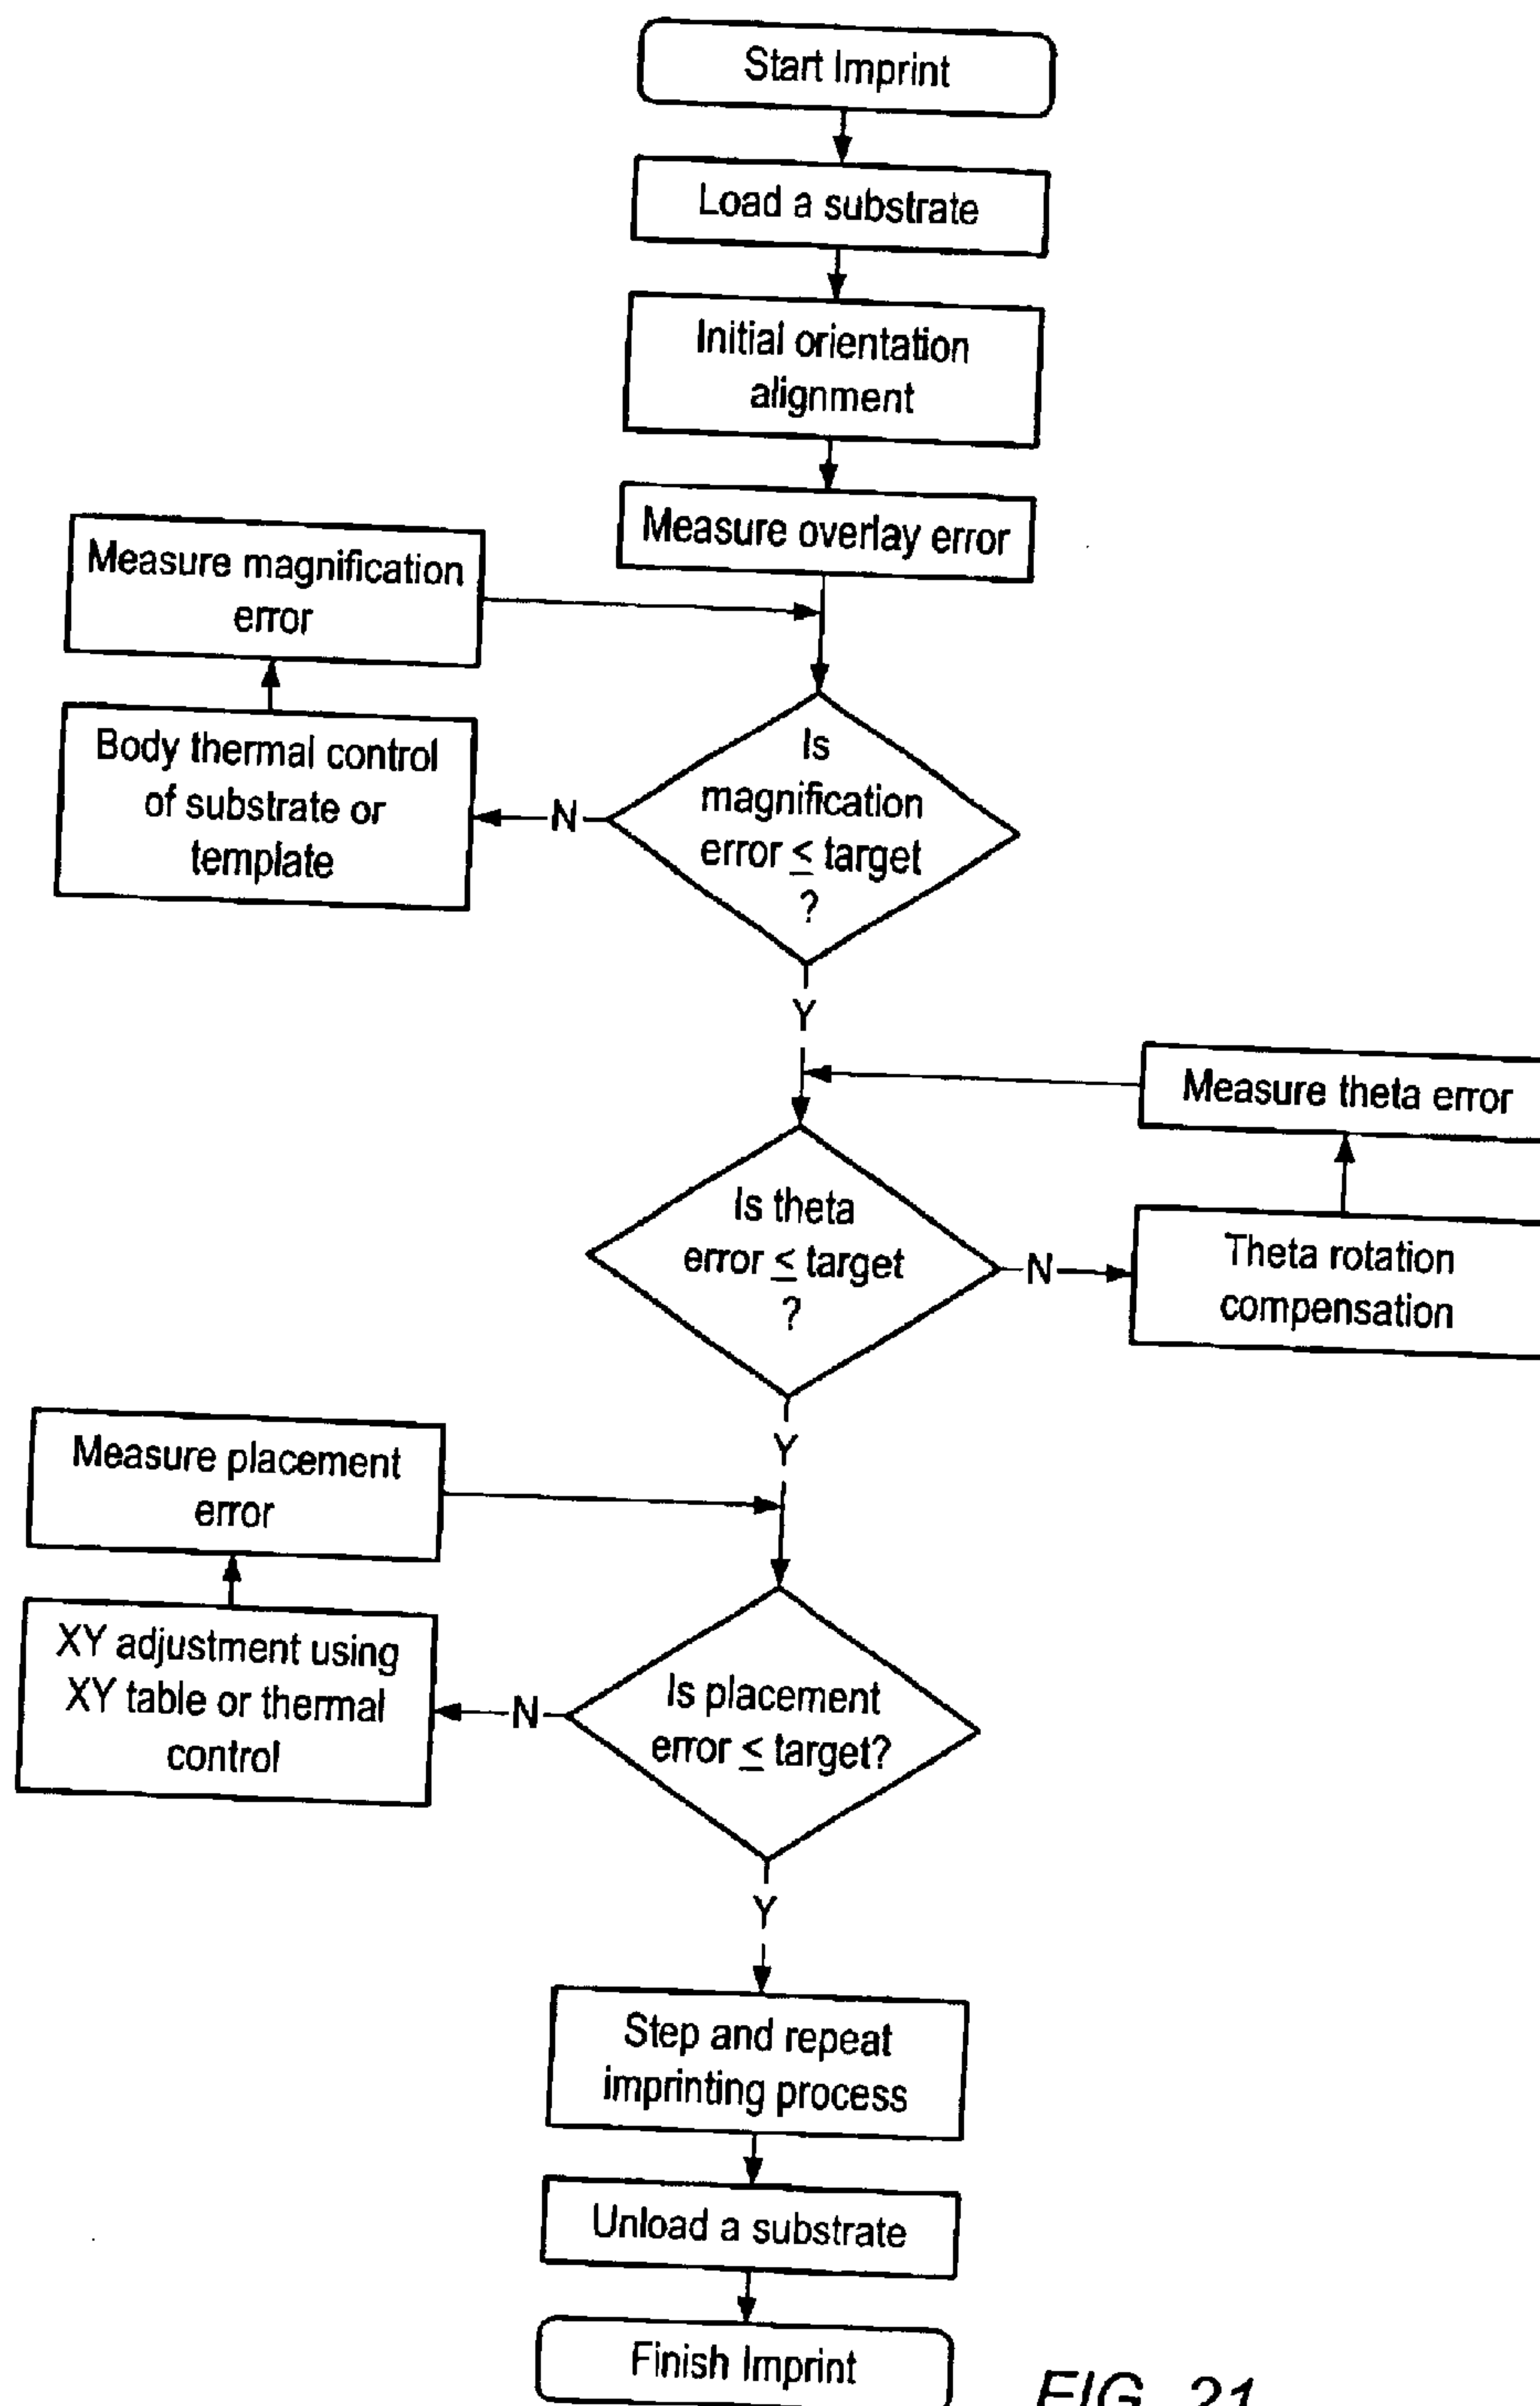 Start Imprint
Load a substrate
Initial orientation
alignment
Measure overlay error
Measure magnification
error
Body thermal control
of substrate or
template
N
Is
magnification
error ≤ target
?
Y
Measure theta error
Is theta
error ≤ target
?
N
Theta rotation
compensation
Y
Measure placement
error
XY adjustment using
XY table or thermal
control
N
Is placement
error ≤ target?
Y
Step and repeat
imprinting process
Unload a substrate
Finish Imprint
FIG. 21